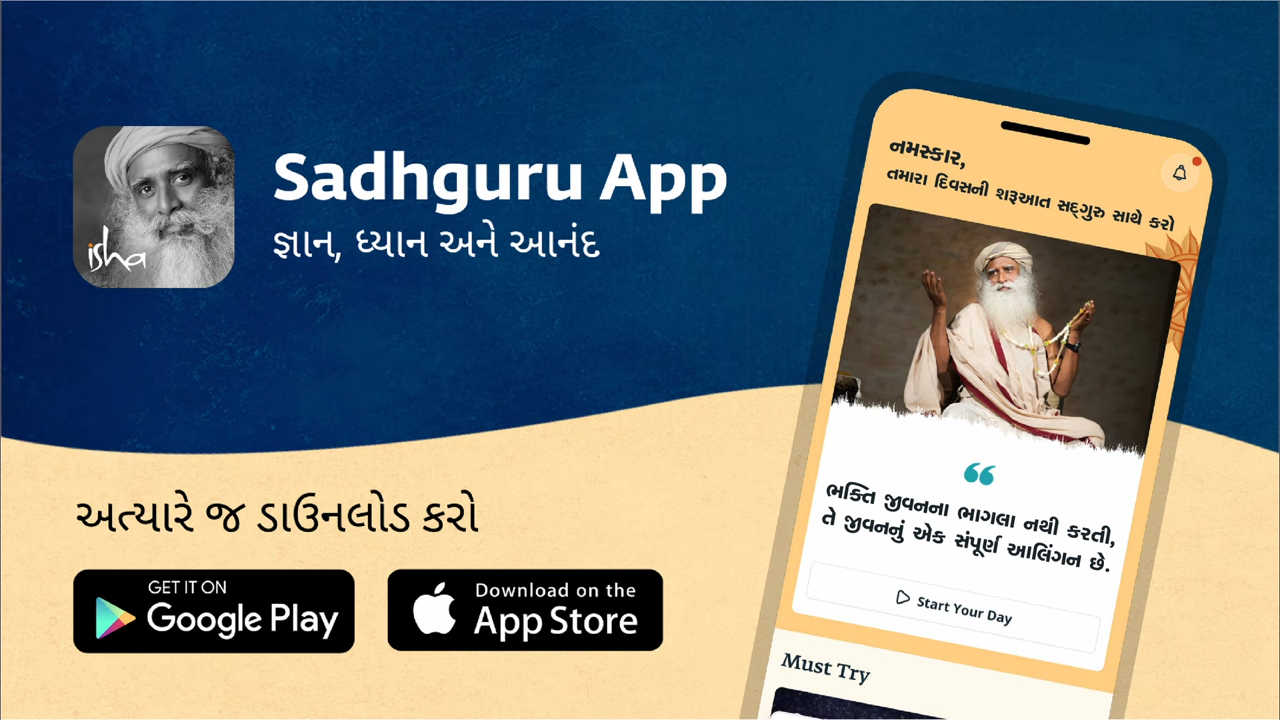 isha
Sadhguru App
જ્ઞાન, ધ્યાન અને આનંદ
અત્યારે જ ડાઉનલોડ કરો
GET IT ON
Google Play
Download on the
App Store
નમસ્કાર,
તમારા દિવસની શરૂઆત સદ્‌ગુરુ સાથે કરો
“
ભક્તિ જીવનના ભાગલા નથી કરતી,
તે જીવનનું એક સંપૂર્ણ આલિંગન છે.
Start Your Day
Must Try